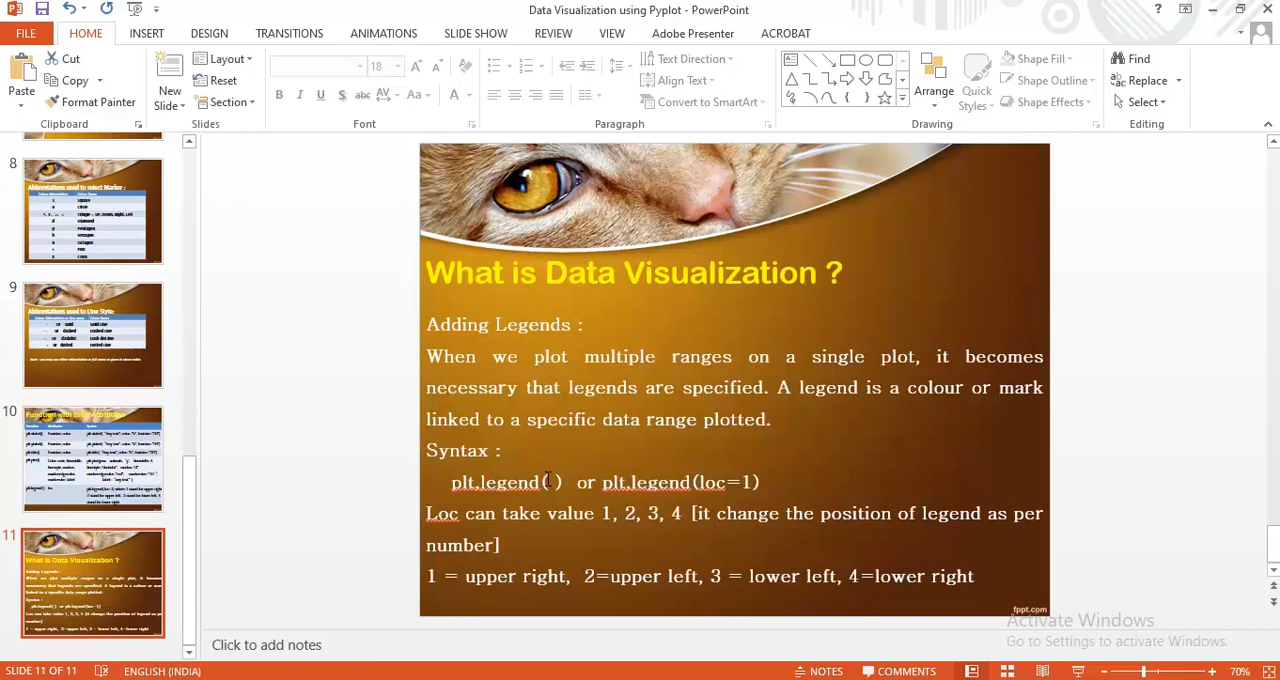 Data Visualization using Pyplot - PowerPoint
FILE HOME INSERT DESIGN TRANSITIONS ANIMATIONS SLIDE SHOW REVIEW VIEW Adobe Presenter ACROBAT
Paste
Cut
Copy
Format Painter
Clipboard
New
Slide
Layout
Reset
Section
Slides
18
Font
Text Direction
Align Text
Convert to SmartArt
Paragraph
Arrange
Quick
Styles
Shape Fill
Shape Outline
Shape Effects
Drawing
Find
Replace
Select
Editing
8
9
10
11
What is Data Visualization ?
Adding Legends :
When we plot multiple ranges on a single plot, it becomes
necessary that legends are specified. A legend is a colour or mark
linked to a specific data range plotted.
Syntax :
plt.legend( ) or plt.legend(loc=1)
Loc can take value 1, 2, 3, 4 [it change the position of legend as per
number]
1 = upper right, 2=upper left, 3 = lower left, 4=lower right
fppt.com
Activate Windows
Go to Settings to activate Windows.
Click to add notes
SLIDE 11 OF 11 ENGLISH (INDIA) NOTES COMMENTS 70%